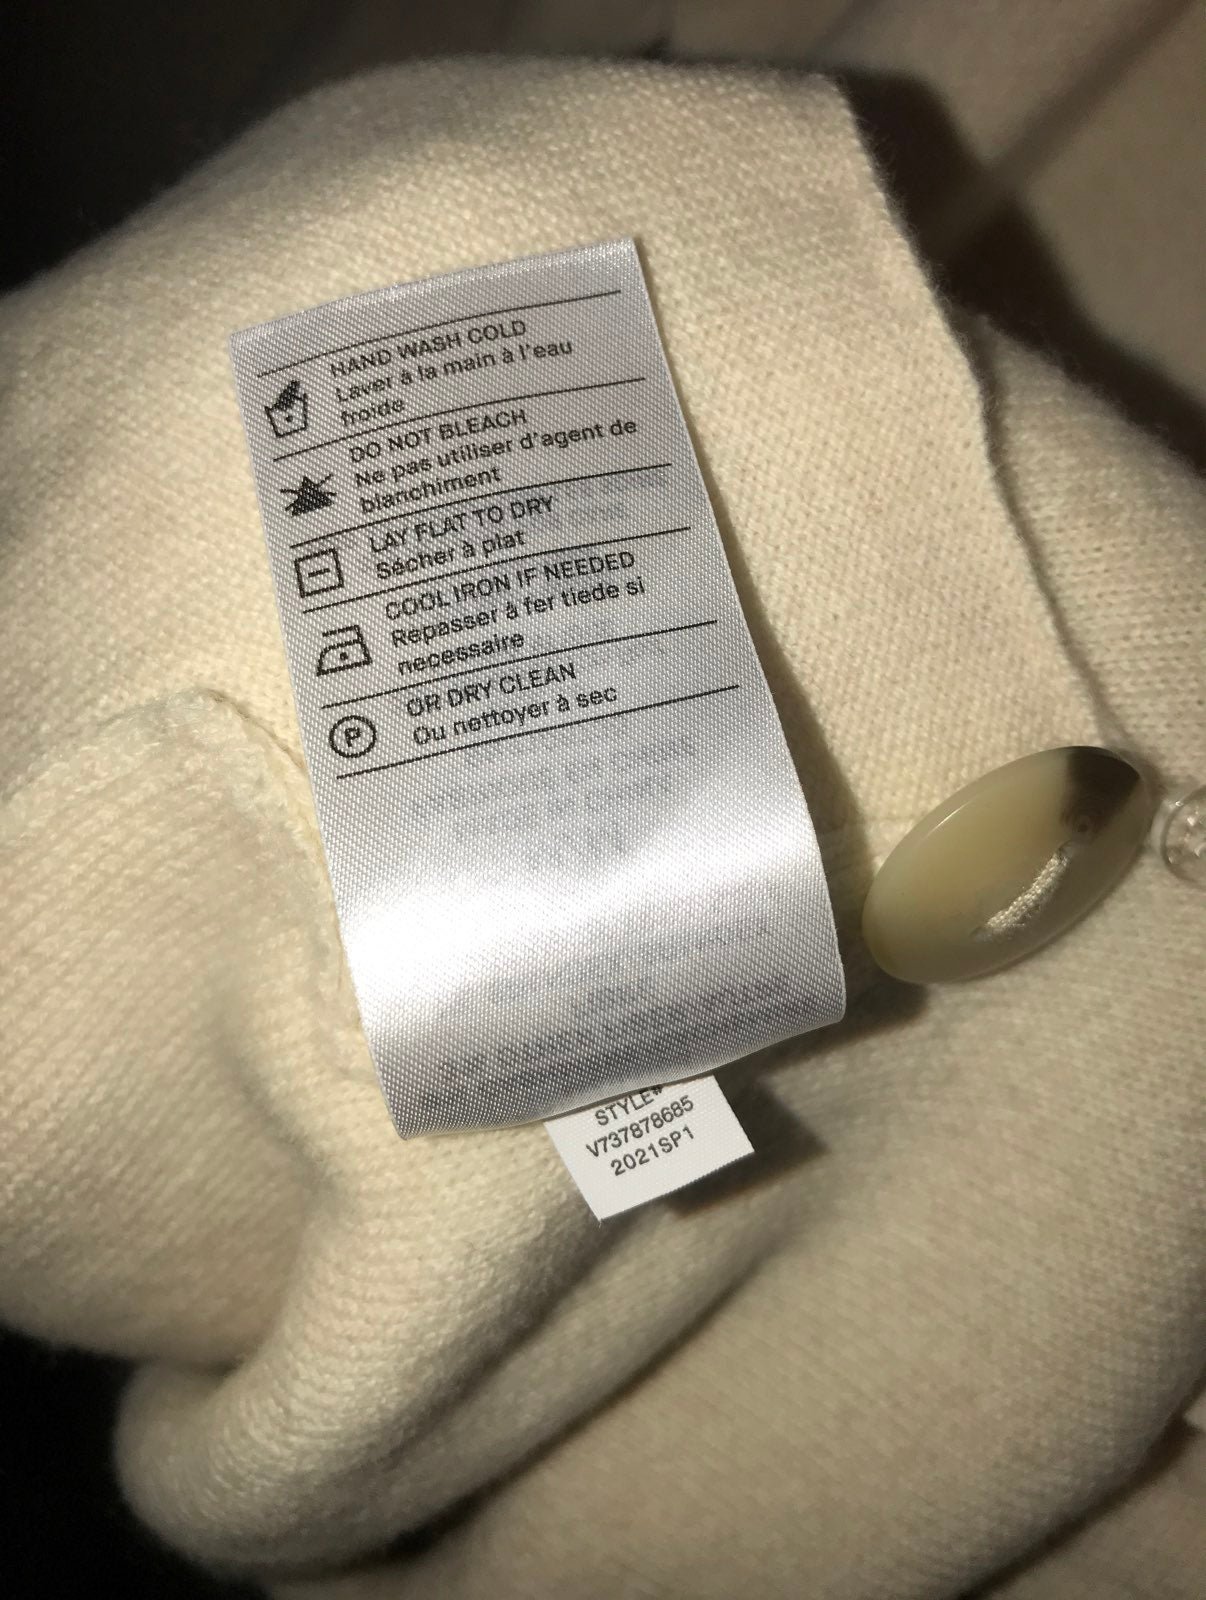 HAND WASH COLD
Laver à la main à l'eau
froide
DO NOT BLEACH
Ne pas utiliser d'agent de
blanchiment
LAY FLAT TO DRY
Sécher à plat
COOL IRON IF NEEDED
Repasser à fer tiede si
necessaire
P
OR DRY CLEAN
Ou nettoyer à sec
STYLE#
V737878685
2021SP1